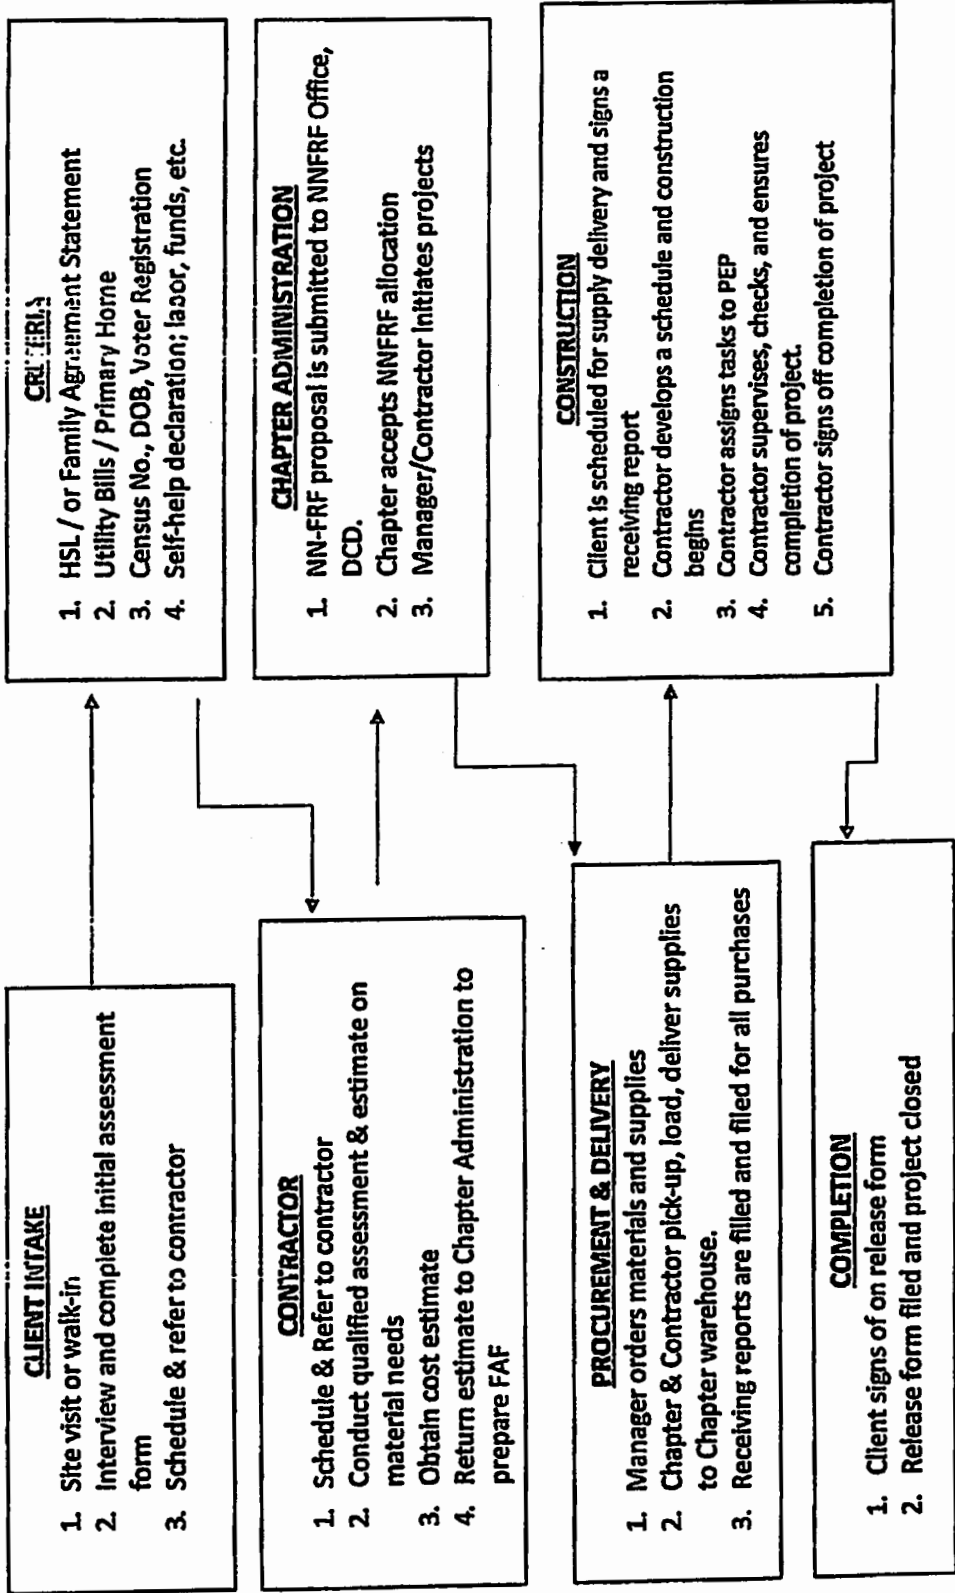 CLIENT INTAKE
1. Site visit or walk-in
2. Interview and complete initial assessment
form
3. Schedule & refer to contractor
CRITERIA
1. HSL / or Family Agreement Statement
2. Utility Bills / Primary Home
3. Census No., DOB, Voter Registration
4. Self-help declaration; labor, funds, etc.
CONTRACTOR
1. Schedule & Refer to contractor
2. Conduct qualified assessment & estimate on
material needs
3. Obtain cost estimate
4. Return estimate to Chapter Administration to
prepare FAF
CHAPTER ADMINISTRATION
1. NN-FRF proposal is submitted to NNFRF Office,
DCD.
2. Chapter accepts NNFRF allocation
3. Manager/Contractor Initiates projects
PROCUREMENT & DELIVERY
1. Manager orders materials and supplies
2. Chapter & Contractor pick-up, load, deliver supplies
to Chapter warehouse.
3. Receiving reports are filled and filed for all purchases
CONSTRUCTION
1. Client is scheduled for supply delivery and signs a
receiving report
2. Contractor develops a schedule and construction
begins
3. Contractor assigns tasks to PEP
4. Contractor supervises, checks, and ensures
completion of project.
5. Contractor signs off completion of project
COMPLETION
1. Client signs of on release form
2. Release form filed and project closed